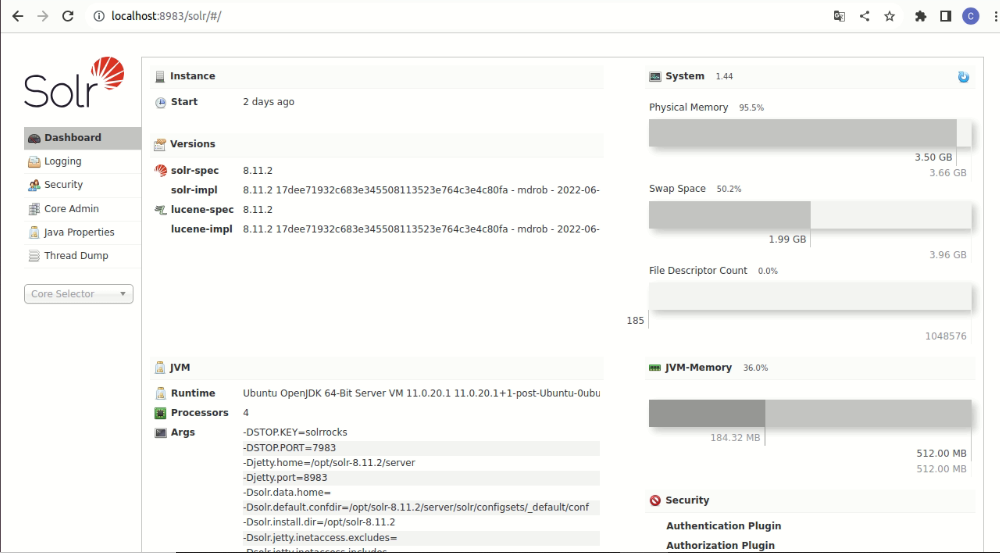 localhost:8983/solr/#/
C
Solr
Dashboard
Logging
Security
Core Admin
Java Properties
Thread Dump
Core Selector
Instance
Start 2 days ago
Versions
solr-spec 8.11.2
solr-impl 8.11.2 17dee71932c683e345508113523e764c3e4c80fa - mdrob - 2022-06-
lucene-spec 8.11.2
lucene-impl 8.11.2 17dee71932c683e345508113523e764c3e4c80fa - mdrob - 2022-06-
JVM
Runtime Ubuntu OpenJDK 64-Bit Server VM 11.0.20.1 11.0.20.1+1-post-Ubuntu-0ubu
Processors 4
Args -DSTOP.KEY=solrrocks
-DSTOP.PORT=7983
-Djetty.home=/opt/solr-8.11.2/server
-Djetty.port=8983
-Dsolr.data.home=
-Dsolr.default.confdir=/opt/solr-8.11.2/server/solr/configsets/_default/conf
-Dsolr.install.dir=/opt/solr-8.11.2
-Dsolr.jetty.inetaccess.excludes=
-Dsolr.jetty.inetaccess.includes
System 1.44
Physical Memory 95.5%
3.50 GB
3.66 GB
Swap Space 50.2%
1.99 GB
3.96 GB
File Descriptor Count 0.0%
185
1048576
JVM-Memory 36.0%
184.32 MB
512.00 MB
512.00 MB
Security
Authentication Plugin
Authorization Plugin